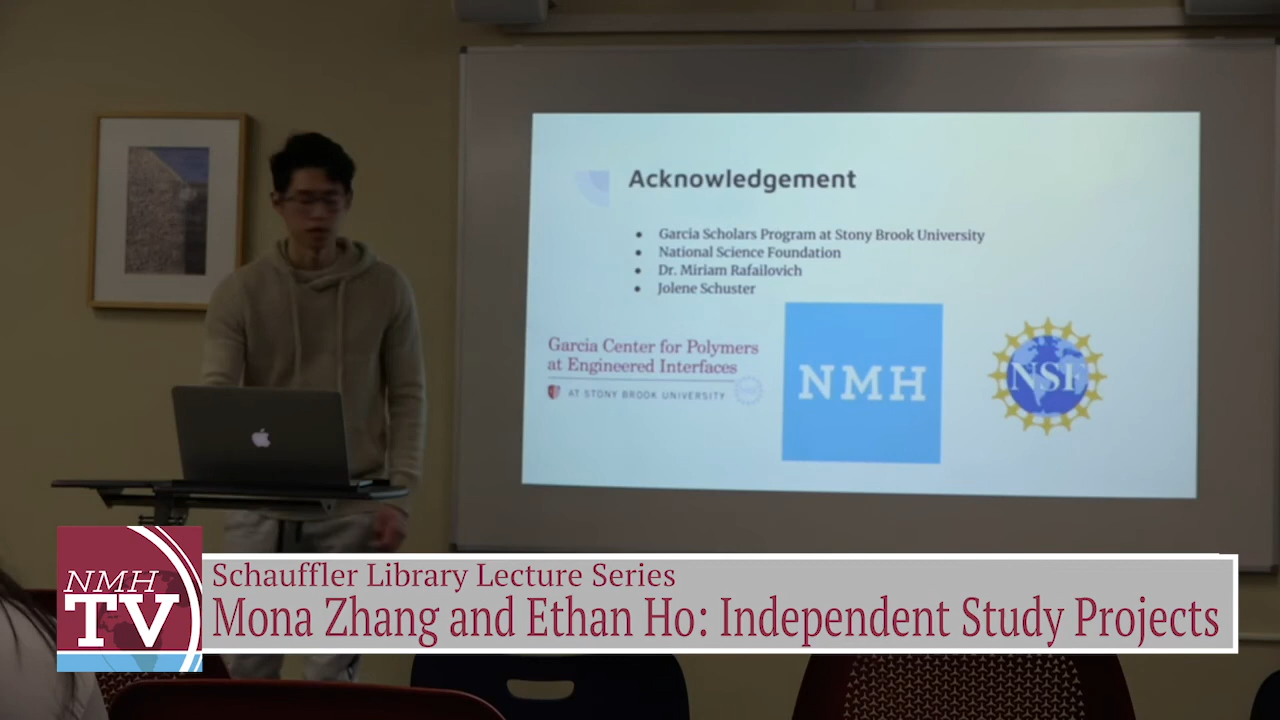 Acknowledgement
● Garcia Scholars Program at Stony Brook University
● National Science Foundation
● Dr. Miriam Rafailovich
● Jolene Schuster
Garcia Center for Polymers
at Engineered Interfaces
AT STONY BROOK UNIVERSITY
NMH
NSF
NMH
TV
Schauffler Library Lecture Series
Mona Zhang and Ethan Ho: Independent Study Projects